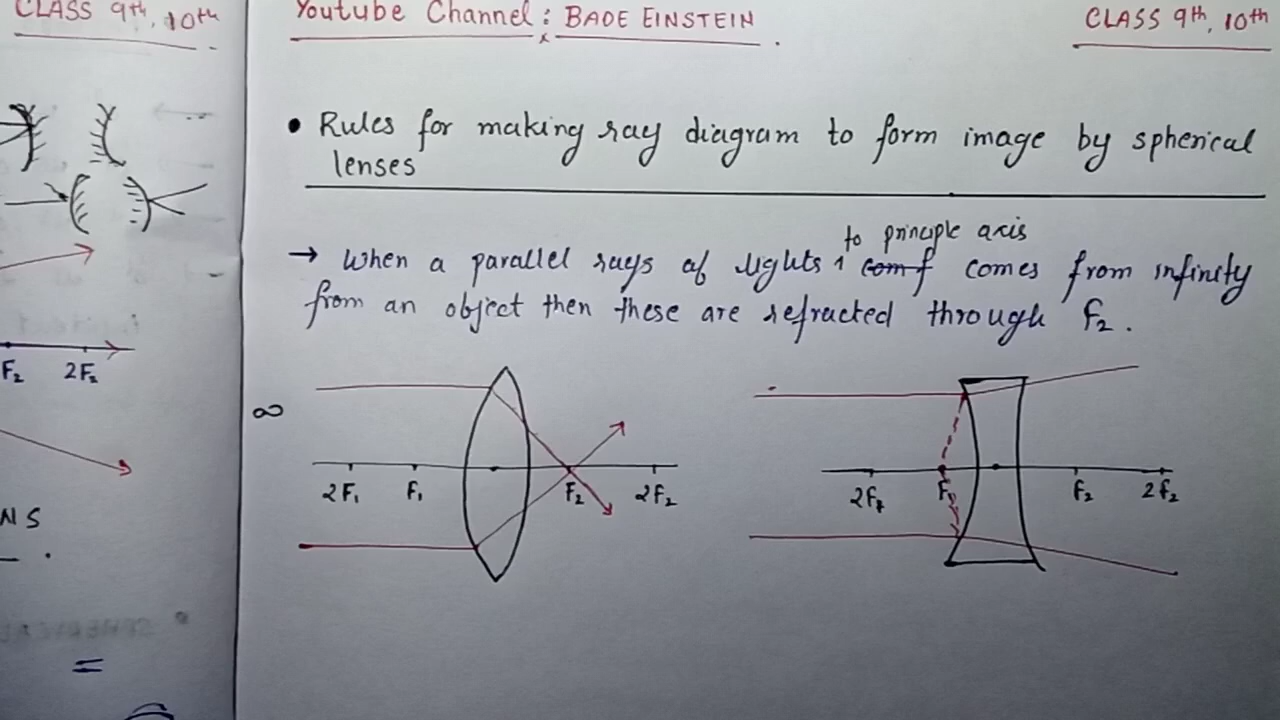 CLASS 9th, 10th
F2 2F2
NS
=
Youtube Channel: BADE EINSTEIN
CLASS 9th, 10th
• Rules for making ray diagram to form image by spherical
lenses
to principle axis
→ When a parallel rays of lights comes from infinity
from an object then these are refracted through F2.
∞
2F1 F1 F2 2F2
F2 2F2